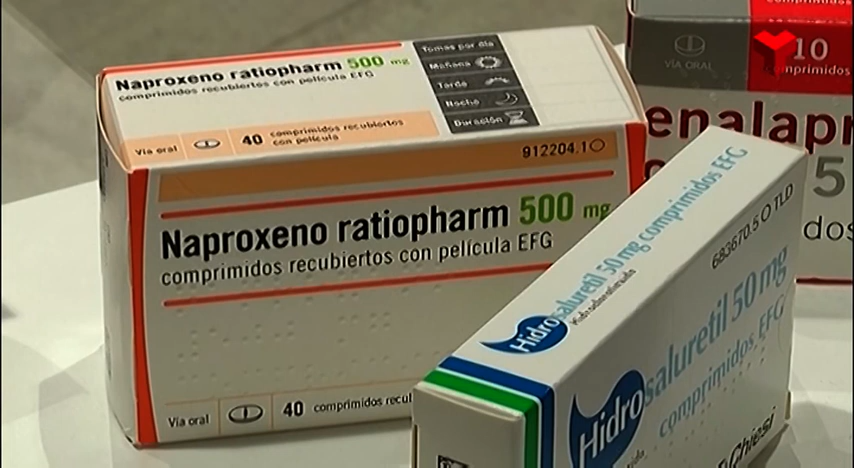 Naproxeno ratiopharm 500 mg
comprimidos recubiertos con película EFG
Tomas por día
Mañana
Tarde
Noche
Duración
Vía oral
40 comprimidos recubiertos
con película
912204.1
Naproxeno ratiopharm 500 mg
comprimidos recubiertos con película EFG
Vía oral
40 comprimidos recu
VÍA ORAL
10
comprimidos
enalapr
5
dos
Hidrosaluretil 50 mg comprimidos EFG
683670.5 O TLD
Hidrosaluretil 50 mg
comprimidos EFG
Chiesi